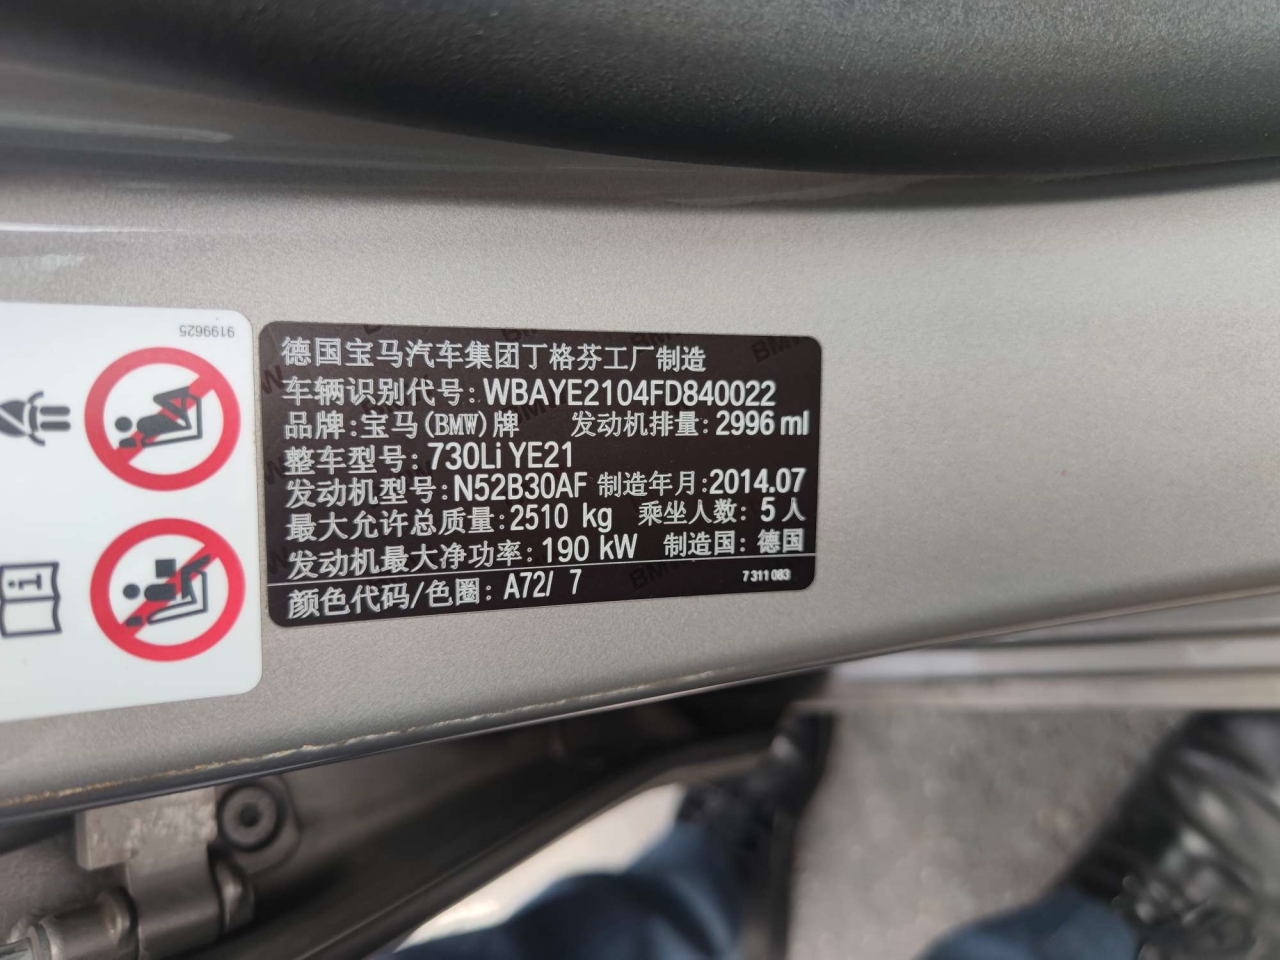 9199625
德国宝马汽车集团丁格芬工厂制造
车辆识别代号: WBAYE2104FD840022
品牌:宝马(BMW)牌 发动机排量: 2996 ml
整车型号: 730Li YE21
发动机型号: N52B30AF 制造年月:2014.07
最大允许总质量:2510 kg 乘坐人数: 5人
发动机最大净功率: 190 kW 制造国: 德国
颜色代码/色圈: A72/ 7 7 311 083